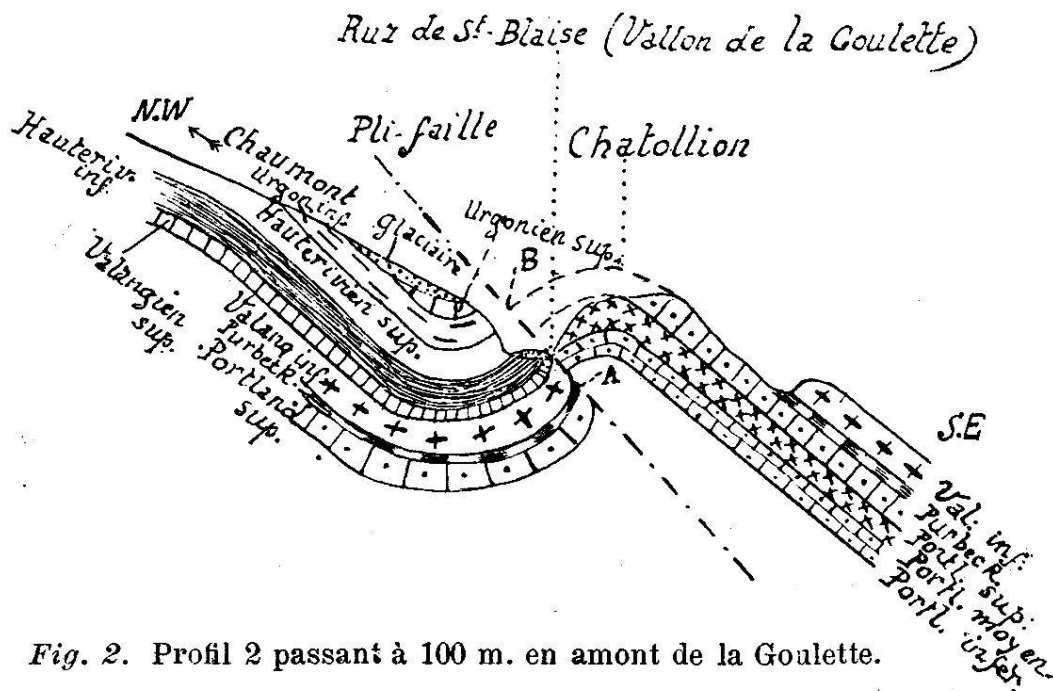 Ruz de St-Blaise (Vallon de la Goulette)
N.W
Pli-faille
Chatollion
Hauteriv.
inf.
Chaumont
Urgon. inf.
Glaciaire
Urgonien sup.
B
Hauterivien sup.
Valangien
sup.
Valang. inf.
Purbeck.
Portland
sup.
A
S.E
Val. inf.
Purbeck
Portl. sup.
Portl. moyen.
Portl. infér.
Fig. 2. Profil 2 passant à 100 m. en amont de la Goulette.